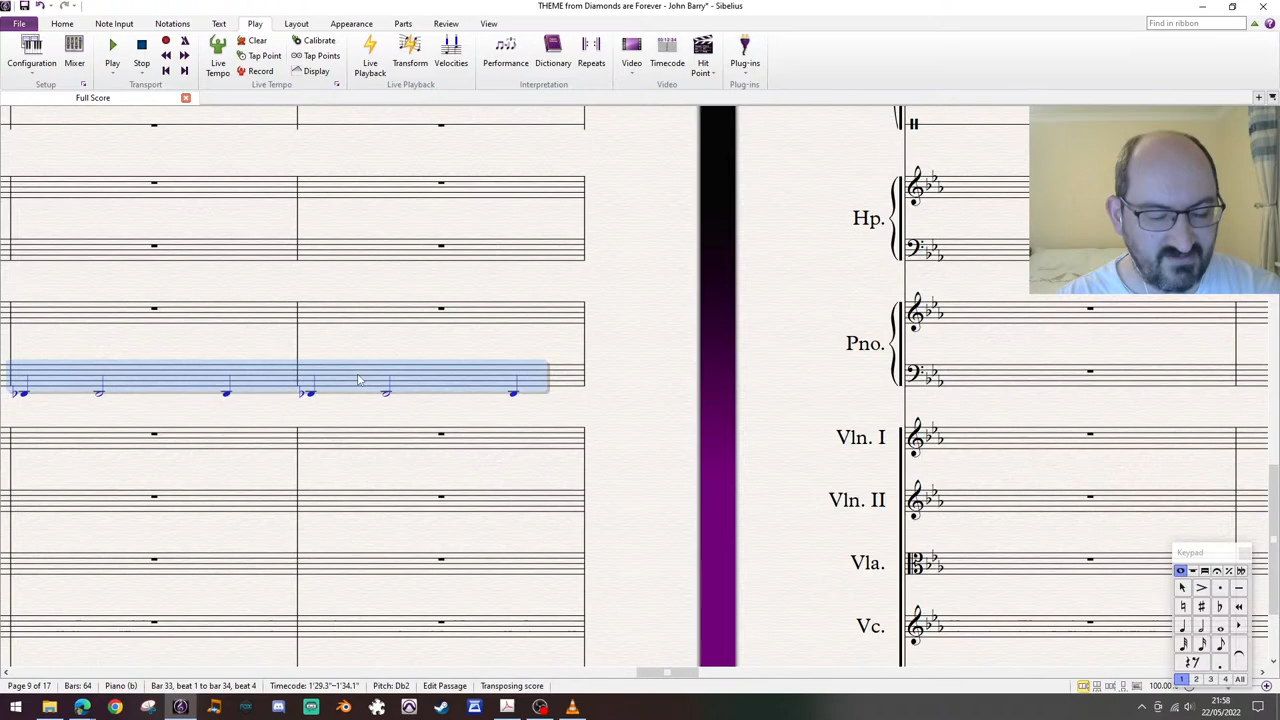 THEME from Diamonds are Forever - John Barry* - Sibelius
File Home Note Input Notations Text Play Layout Appearance Parts Review View
Find in ribbon
Configuration Mixer Play Stop Live Tempo Clear Tap Point Record Calibrate Tap Points Display Live Playback Transform Velocities Performance Dictionary Repeats Video Timecode Hit Point Plug-ins
Setup Transport Live Tempo Live Playback Interpretation Video Plug-ins
Full Score
Hp.
Pno.
Vln. I
Vln. II
Vla.
Vc.
Keypad
1 2 3 4 All
Page 9 of 17 Bars: 64 Piano (b) Bar 33, beat 1 to bar 34, beat 4 Timecode: 1'29.3"–1'34.1" Pitch: Db2 Edit Passage Transposing score 100.00%
21:58
22/05/2022